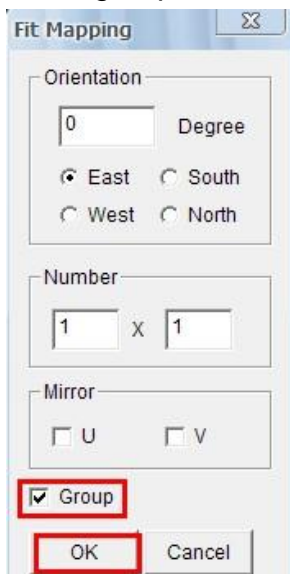 Fit Mapping
Orientation
0 Degree
East South
West North
Number
1 X 1
Mirror
U V
Group
OK Cancel